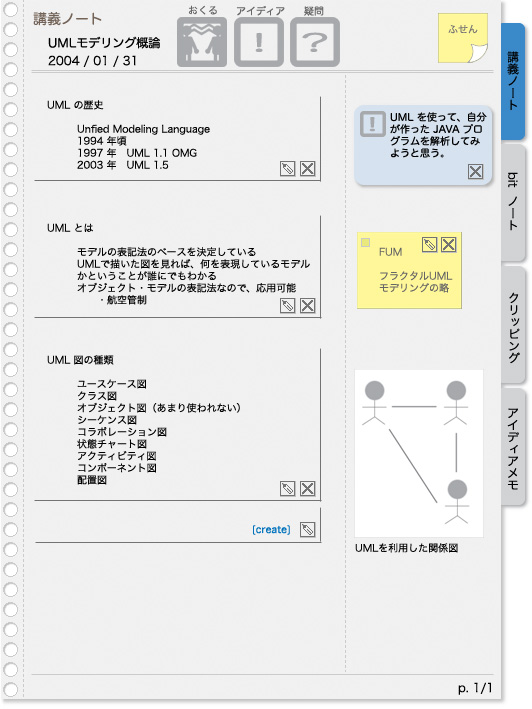 講義ノート
おくる
アイディア
疑問
UMLモデリング概論
2004 / 01 / 31
ふせん
講義ノート
bit ノート
クリッピング
アイディアメモ
UML の歴史
Unfied Modeling Language
1994 年頃
1997 年 UML 1.1 OMG
2003 年 UML 1.5
UML とは
モデルの表記法のベースを決定している
UMLで描いた図を見れば、何を表現しているモデル
かということが誰にでもわかる
オブジェクト・モデルの表記法なので、応用可能
・航空管制
UML 図の種類
ユースケース図
クラス図
オブジェクト図（あまり使われない）
シーケンス図
コラボレーション図
状態チャート図
アクティビティ図
コンポーネント図
配置図
[create]
UML を使って、自分
が作った JAVA プロ
グラムを解析してみ
ようと思う。
FUM
フラクタルUML
モデリングの略
UMLを利用した関係図
p. 1/1